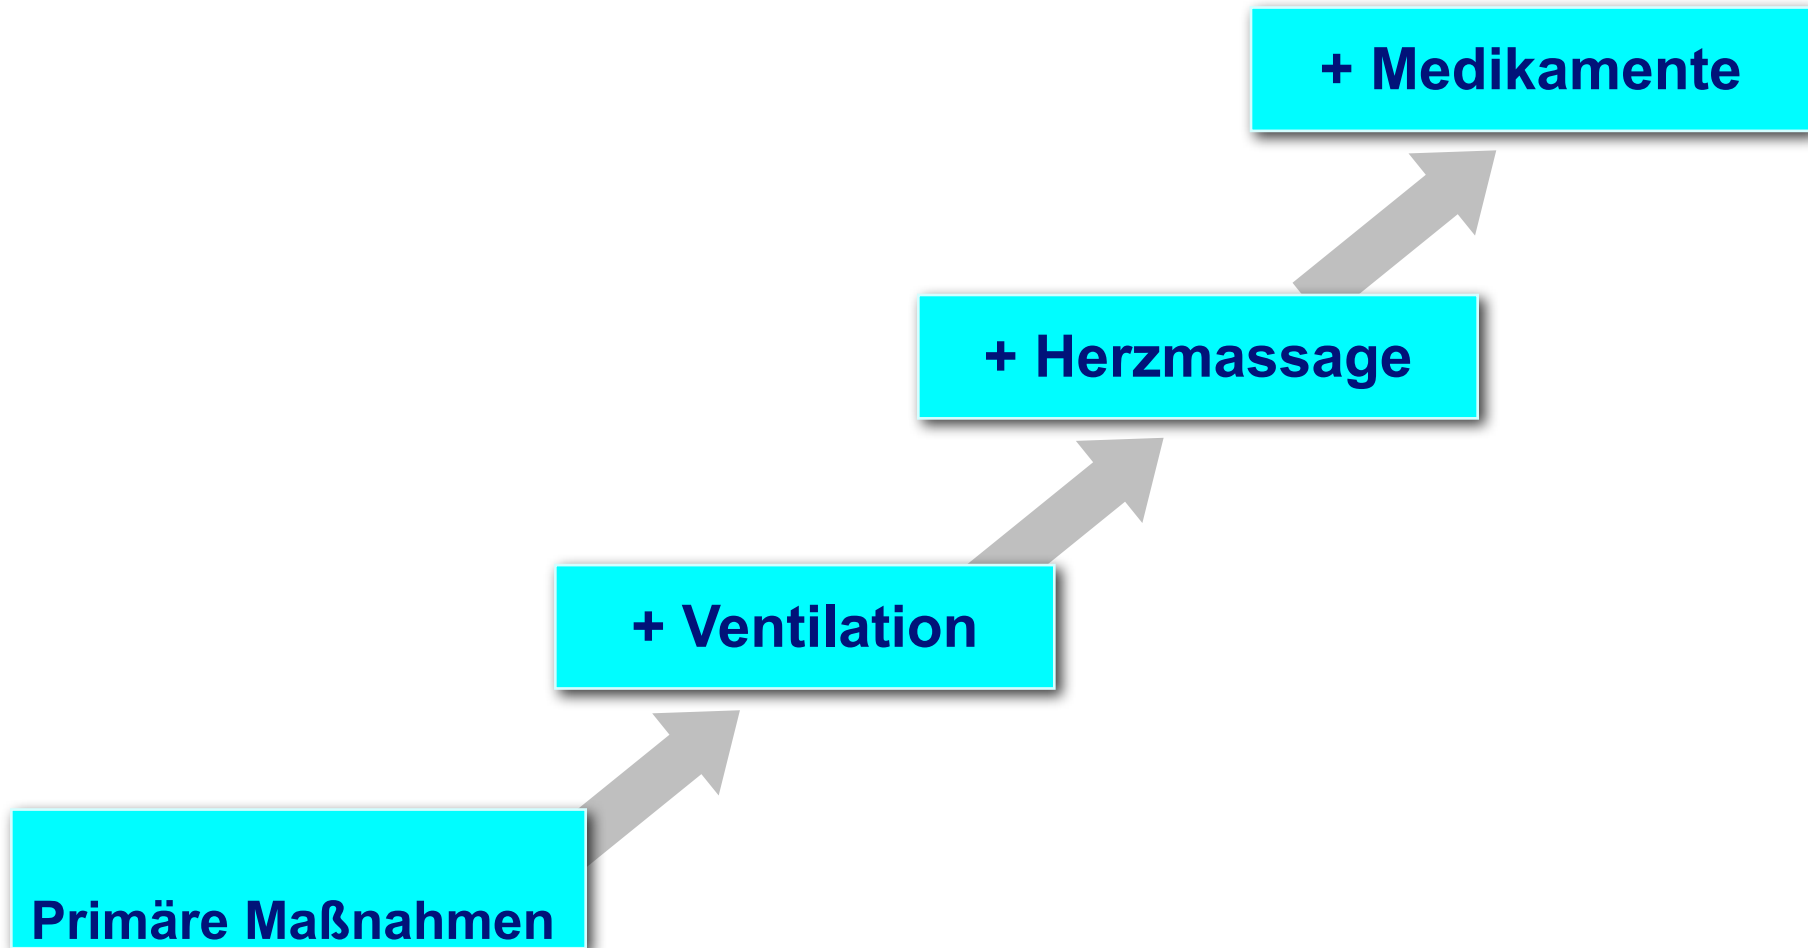 + Medikamente
+ Herzmassage
+ Ventilation
Primäre Maßnahmen